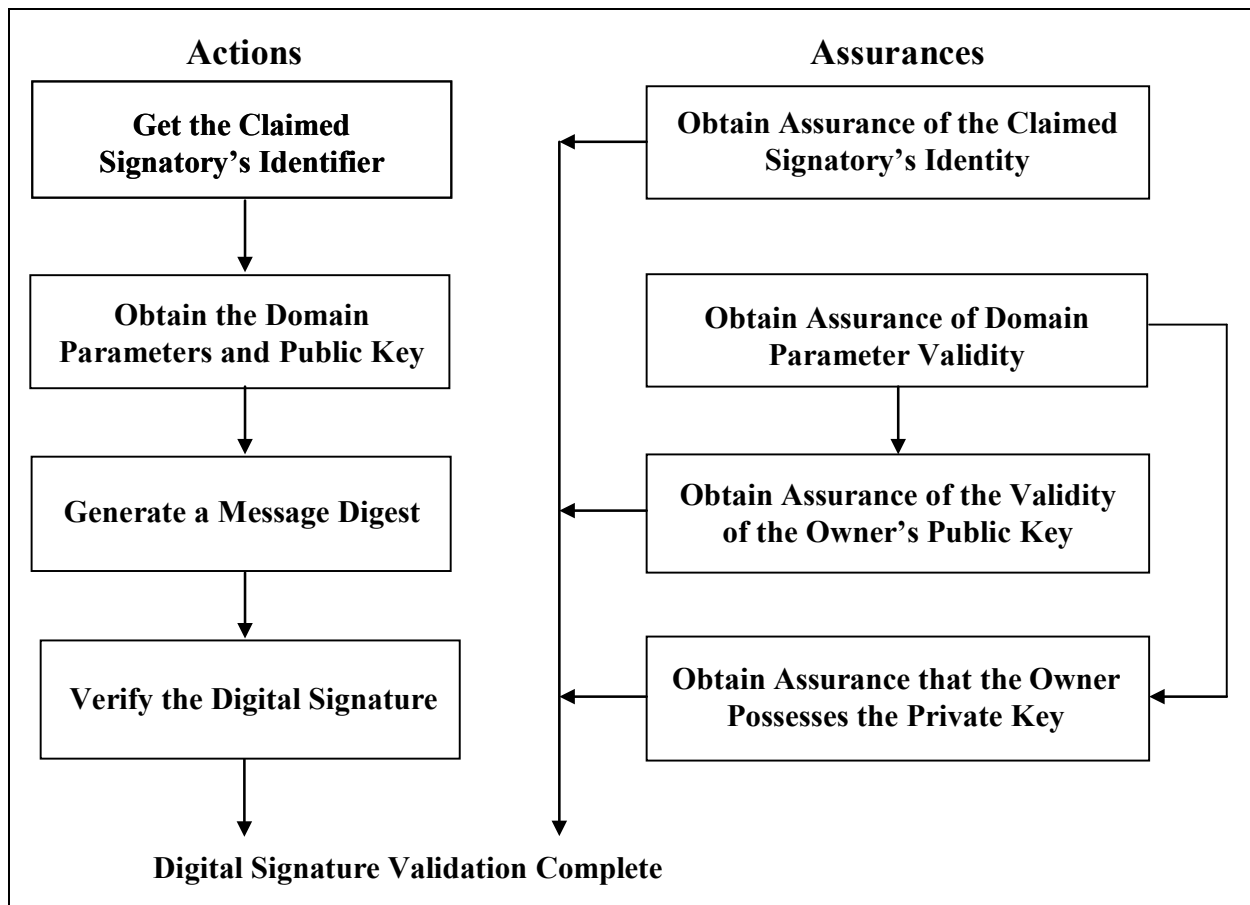 Actions
Get the Claimed
Signatory's Identifier
Obtain the Domain
Parameters and Public Key
Generate a Message Digest
Verify the Digital Signature
Assurances
Obtain Assurance of the Claimed
Signatory's Identity
Obtain Assurance of Domain
Parameter Validity
Obtain Assurance of the Validity
of the Owner's Public Key
Obtain Assurance that the Owner
Possesses the Private Key
Digital Signature Validation Complete